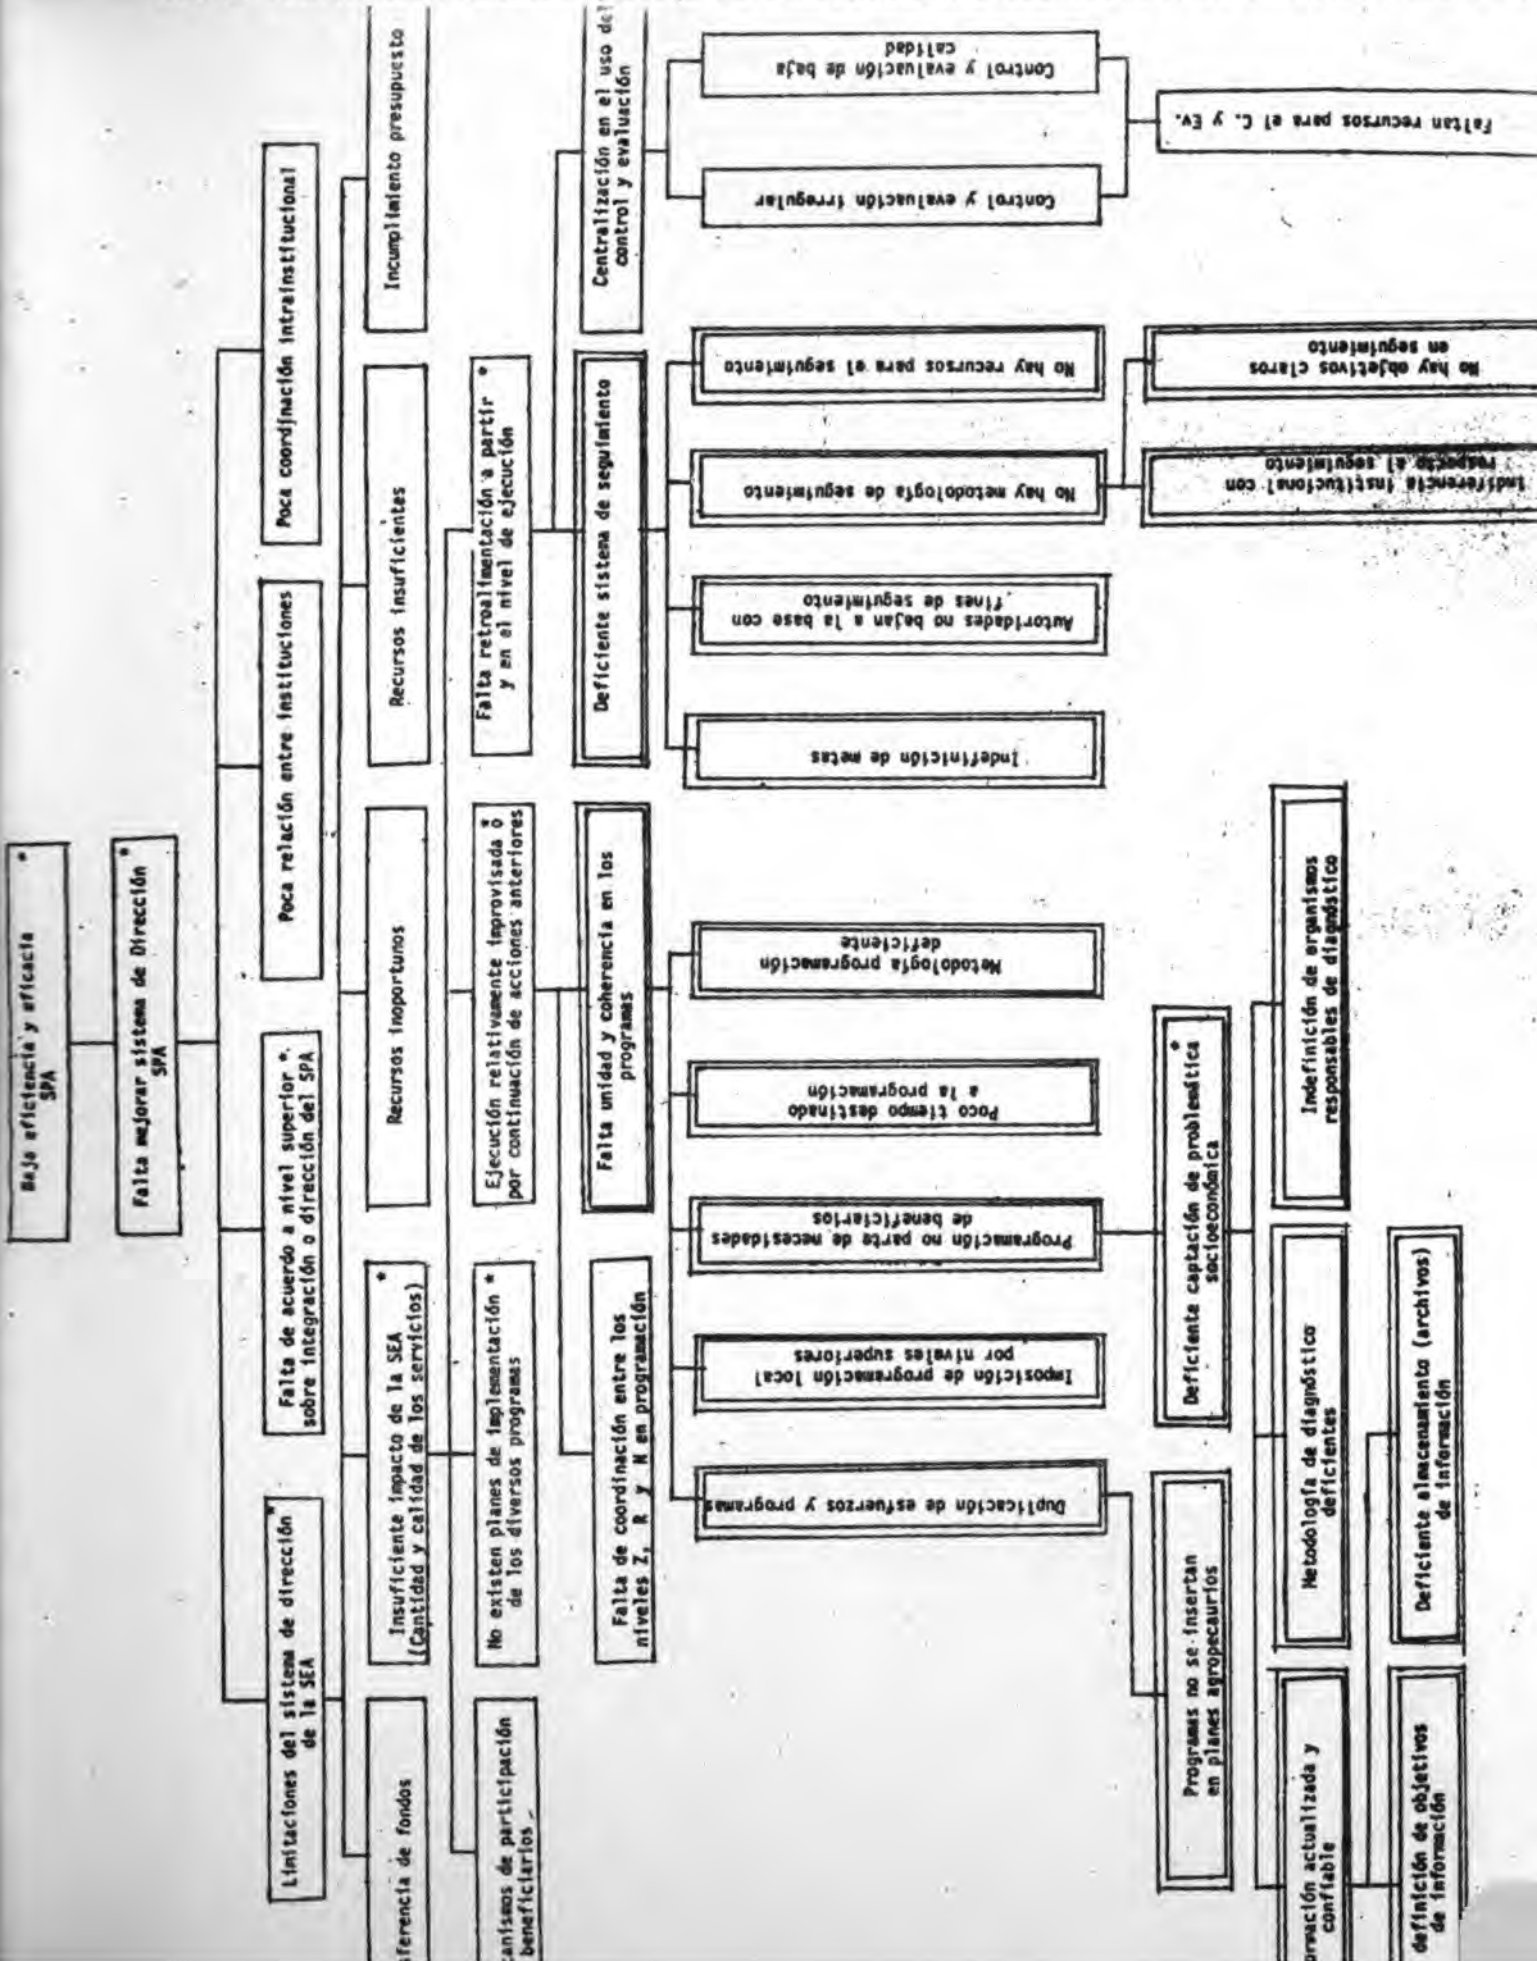 Baja eficiencia y eficacia *
SPA
Falta mejorar sistema de Dirección *
SPA
Limitaciones del sistema de dirección *
de la SEA
Falta de acuerdo a nivel superior *
sobre integración o dirección del SPA
Poca relación entre instituciones
Poca coordinación intrainstitucional
ferencia de fondos
Insuficiente impacto de la SEA *
(Cantidad y calidad de los servicios)
Recursos inoportunos
Recursos insuficientes
Incumplimiento presupuesto
anismos de participación
beneficiarios
No existen planes de implementación *
de los diversos programas
Ejecución relativamente improvisada o *
por continuación de acciones anteriores
Falta retroalimentación a partir *
y en el nivel de ejecución
Falta de coordinación entre los
niveles Z, R y N en programación
Falta unidad y coherencia en los
programas
Deficiente sistema de seguimiento
Centralización en el uso del
control y evaluación
Duplicación de esfuerzos y programas
Imposición de programación local
por niveles superiores
Programación no parte de necesidades
de beneficiarios
Poco tiempo destinado
a la programación
Metodología programación
deficiente
Indefinición de metas
Autoridades no bajan a la base con
fines de seguimiento
No hay metodología de seguimiento
No hay recursos para el seguimiento
Control y evaluación irregular
Control y evaluación de baja
calidad
Programas no se insertan
en planes agropecaurios
Deficiente captación de problemática *
socioeconómica
Indiferencia institucional con
respecto al seguimiento
No hay objetivos claros
en seguimiento
Faltan recursos para el C. y Ev.
ormación actualizada y
confiable
Metodología de diagnóstico
deficientes
Indefinición de organismos
responsables de diagnóstico
definición de objetivos
de información
Deficiente almacenamiento (archivos)
de información